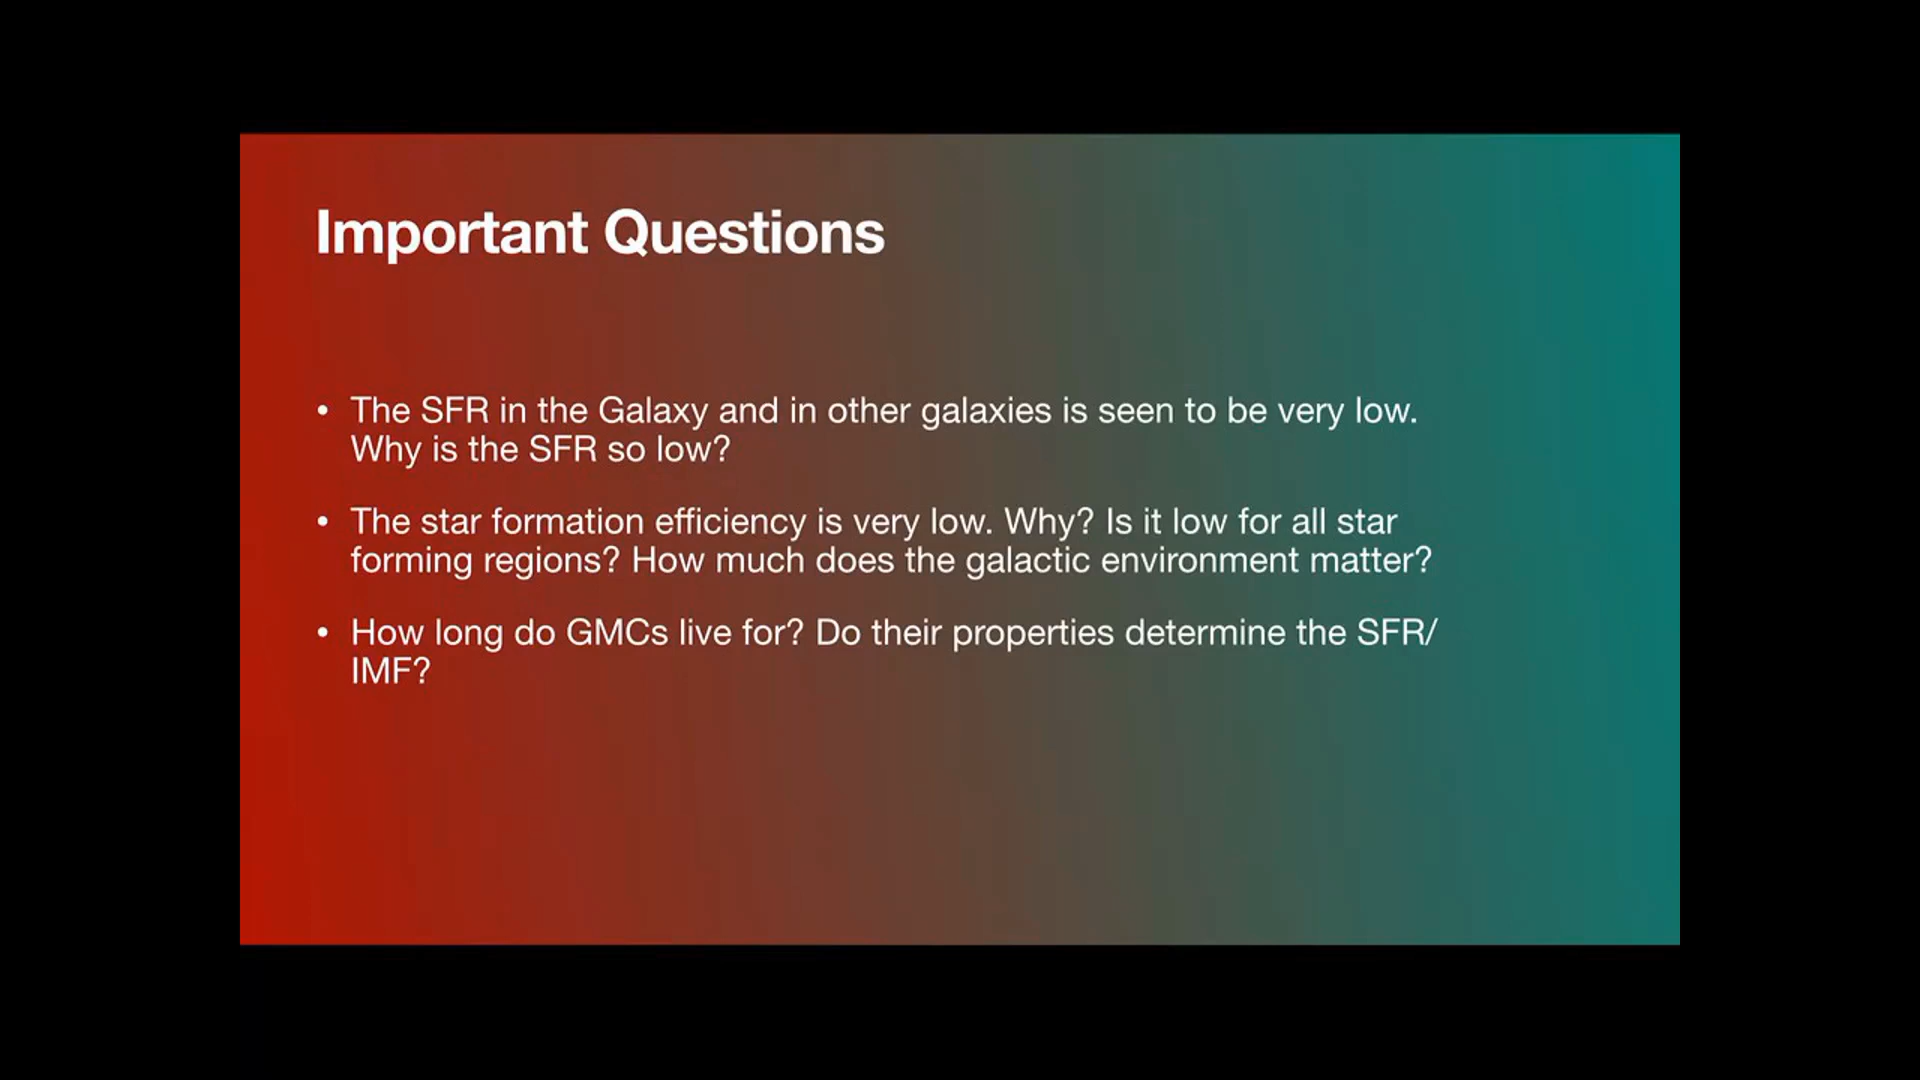 Important Questions
• The SFR in the Galaxy and in other galaxies is seen to be very low.
Why is the SFR so low?
• The star formation efficiency is very low. Why? Is it low for all star
forming regions? How much does the galactic environment matter?
• How long do GMCs live for? Do their properties determine the SFR/
IMF?